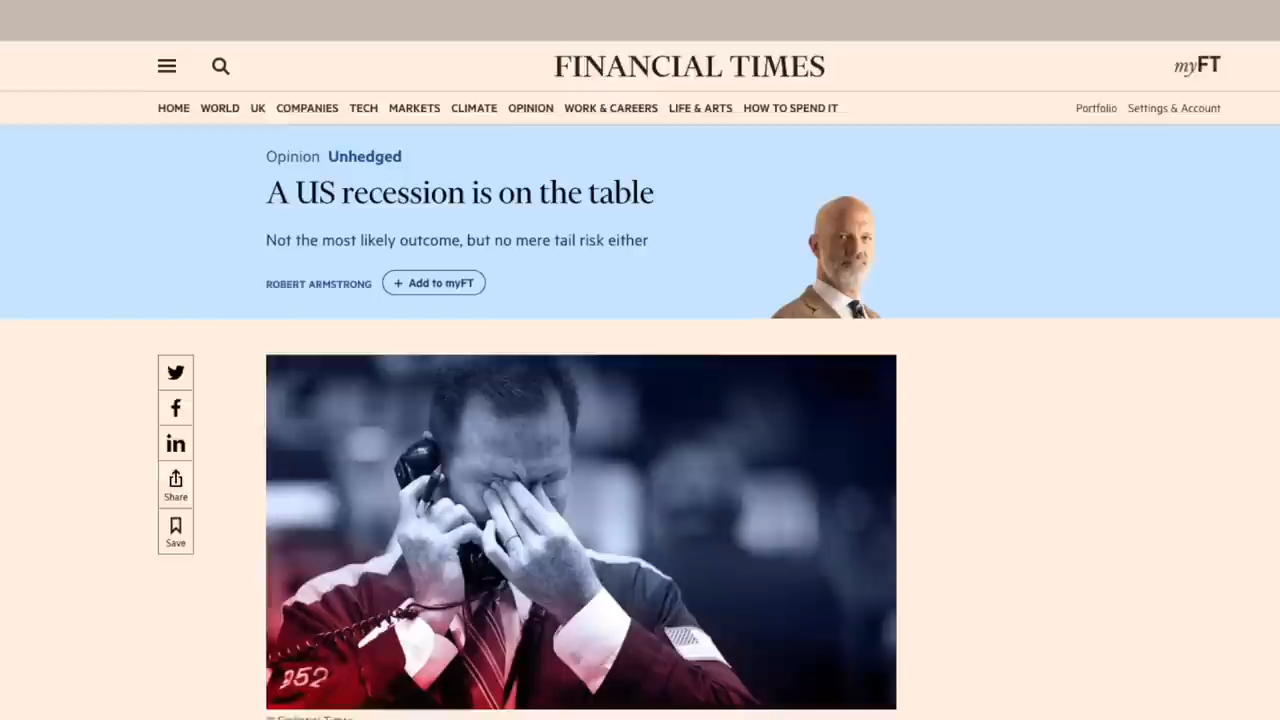 FINANCIAL TIMES
myFT
HOME WORLD UK COMPANIES TECH MARKETS CLIMATE OPINION WORK & CAREERS LIFE & ARTS HOW TO SPEND IT
Portfolio Settings & Account
Opinion Unhedged
A US recession is on the table
Not the most likely outcome, but no mere tail risk either
ROBERT ARMSTRONG + Add to myFT
Share
Save
352